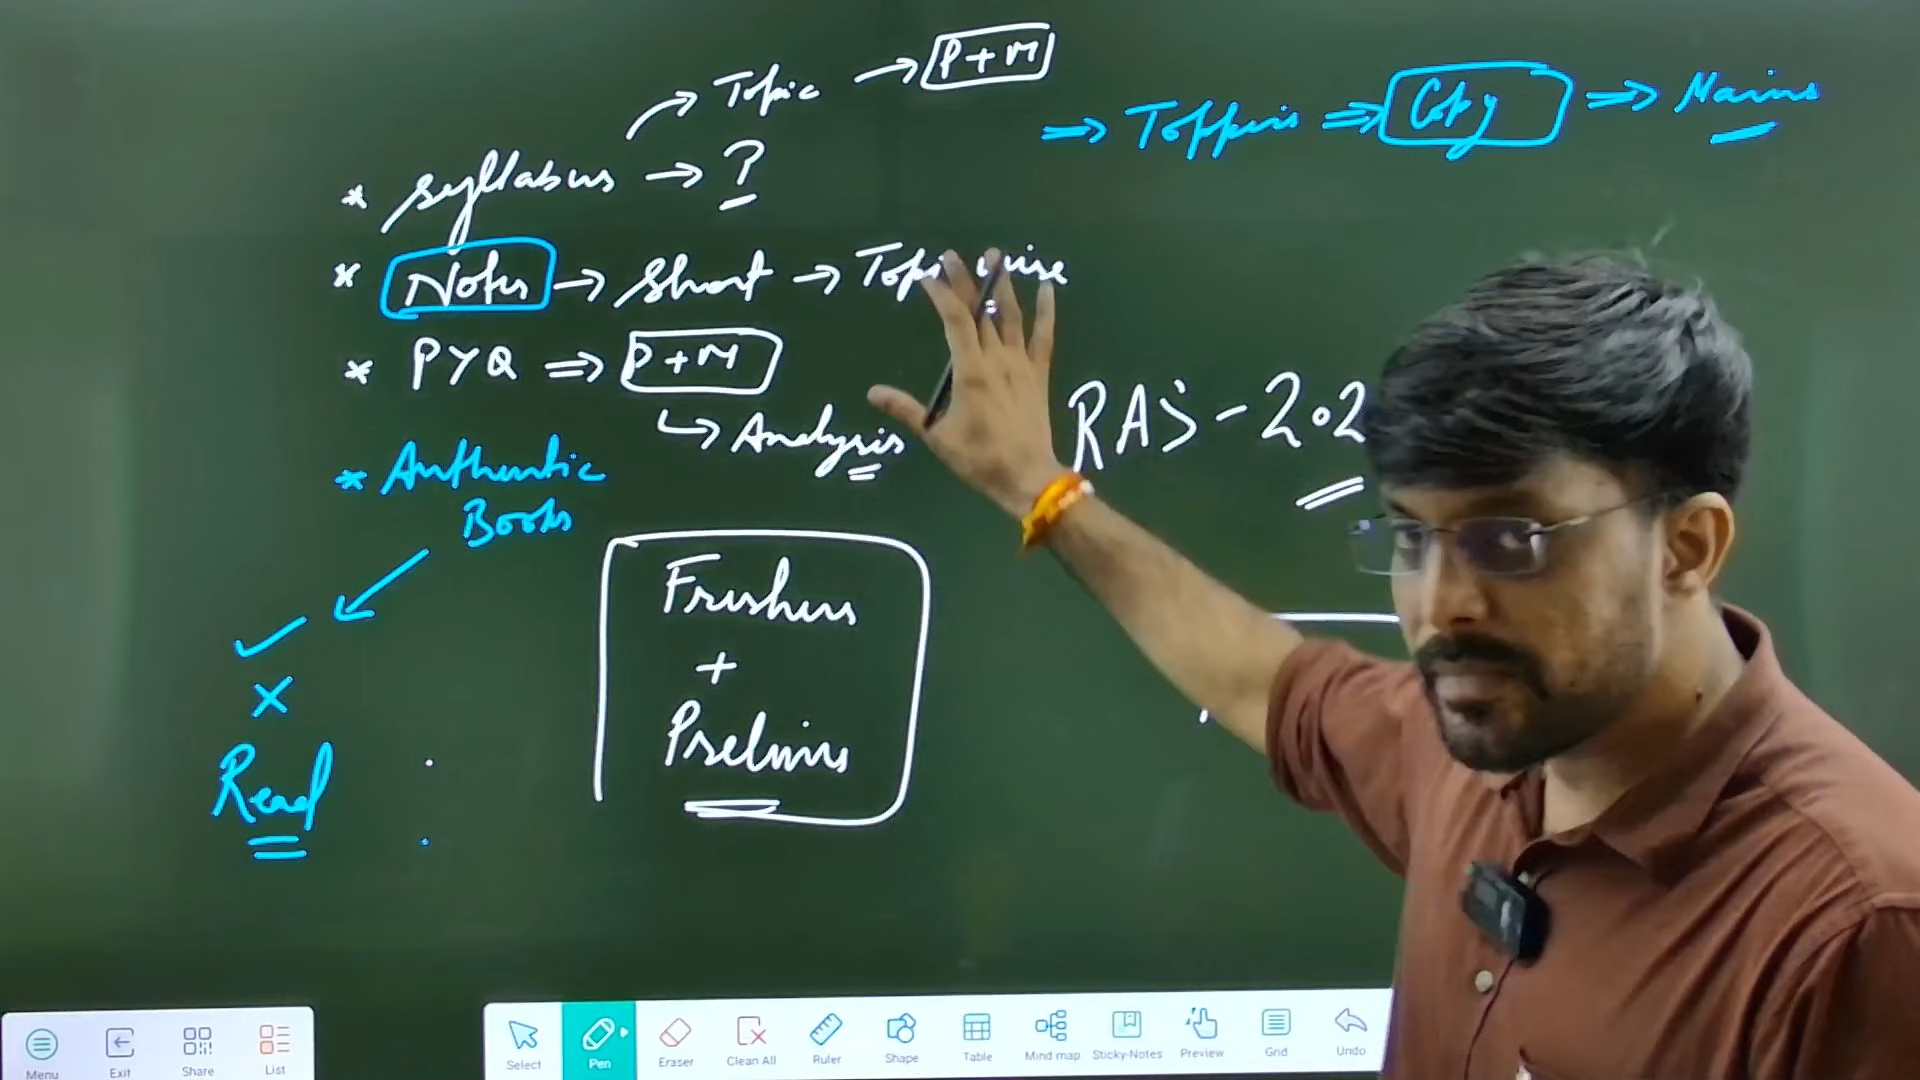 Topic → P+M
⇒ Toppers ⇒ Copy ⇒ Mains
* syllabus → ?
* Notes → Short → Topic wise
* PYQ ⇒ P+M
↳ Analysis
RAS-202
* Authentic
Books
✓
×
Read
Freshers
+
Prelims
Menu
Exit
Share
List
Select
Pen
Eraser
Clean All
Ruler
Shape
Table
Mind map
Sticky-Notes
Preview
Grid
Undo